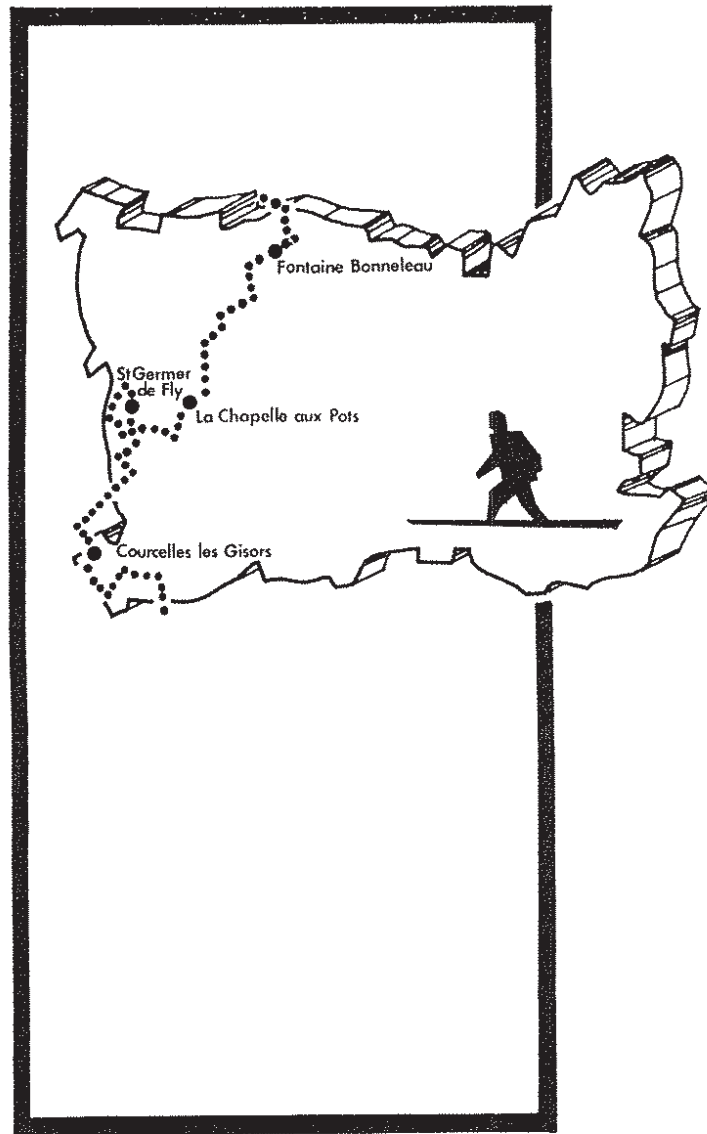 Fontaine Bonneleau
St Germer
de Fly
La Chapelle aux Pots
Courcelles les Gisors